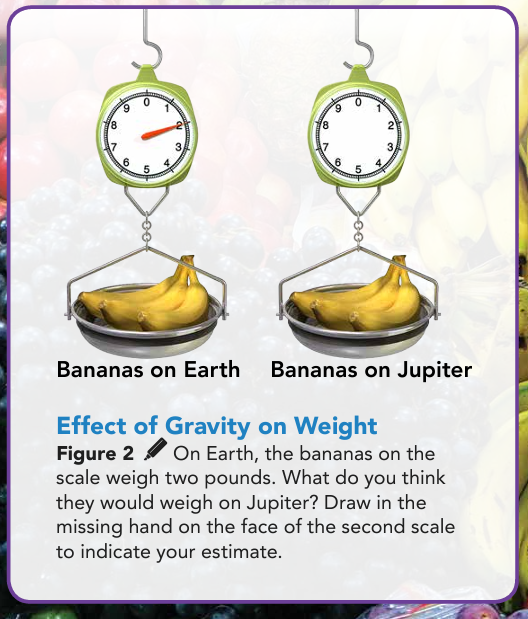 0
1
2
3
4
5
6
7
8
9
0
1
2
3
4
5
6
7
8
9
Bananas on Earth
Bananas on Jupiter
Effect of Gravity on Weight
Figure 2 On Earth, the bananas on the
scale weigh two pounds. What do you think
they would weigh on Jupiter? Draw in the
missing hand on the face of the second scale
to indicate your estimate.